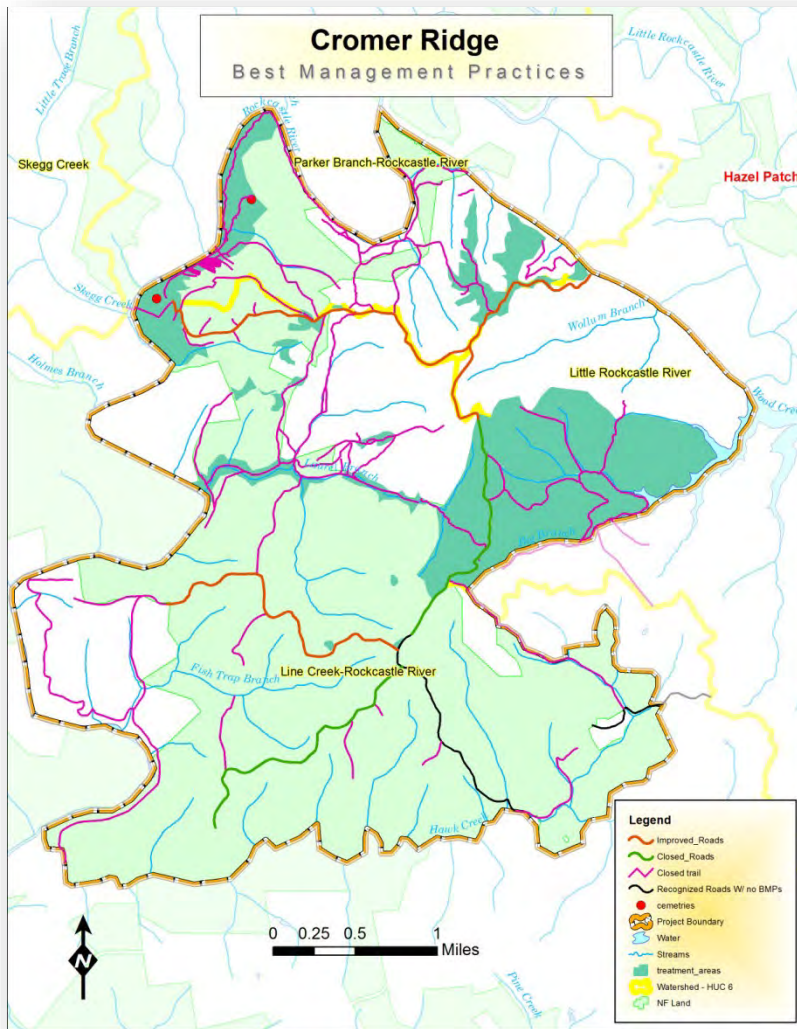 Cromer Ridge
Best Management Practices
Little Rockcastle River
Little Trace Branch
Rockcastle River
Skegg Creek
Parker Branch-Rockcastle River
Hazel Patch
Skegg Creek
Wollum Branch
Holmes Branch
Little Rockcastle River
Branch
Branch
Fish Trap Branch
Line Creek-Rockcastle River
Hawk Creek
Pine Creek
N
0 0.25 0.5 1
Miles
Legend
Improved_Roads
Closed_Roads
Closed trail
Recognized Roads W/ no BMPs
cemetries
Project Boundary
Water
Streams
treatment_areas
Watershed - HUC 6
NF Land